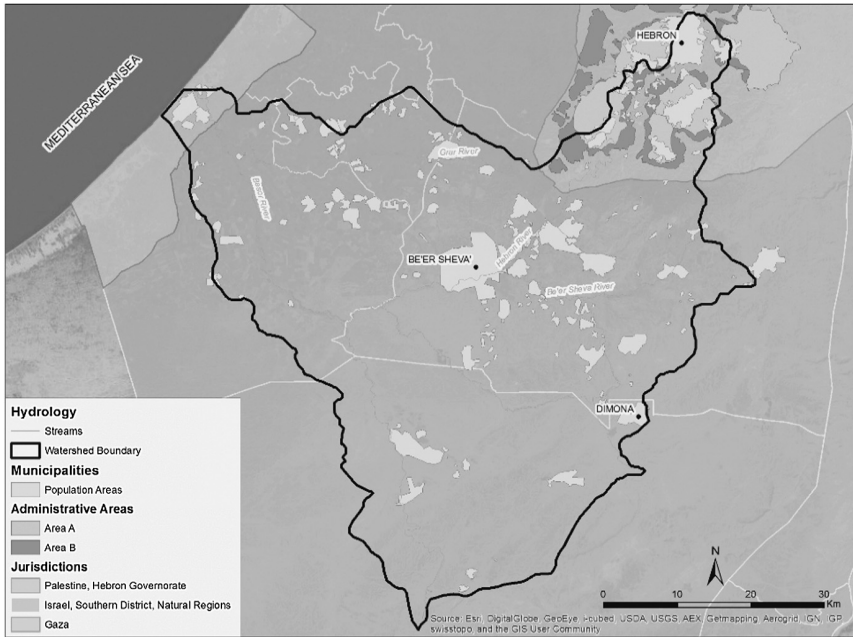 HEBRON
MEDITERRANEAN SEA
Grar River
Besor River
Hebron River
BE'ER SHEVA'
Be'er Sheva River
DIMONA
Hydrology
Streams
Watershed Boundary
Municipalities
Population Areas
Administrative Areas
Area A
Area B
Jurisdictions
Palestine, Hebron Governorate
Israel, Southern District, Natural Regions
Gaza
N
0 10 20 30
Km
Source: Esri, DigitalGlobe, GeoEye, i-cubed, USDA, USGS, AEX, Getmapping, Aerogrid, IGN, IGP,
swisstopo, and the GIS User Community